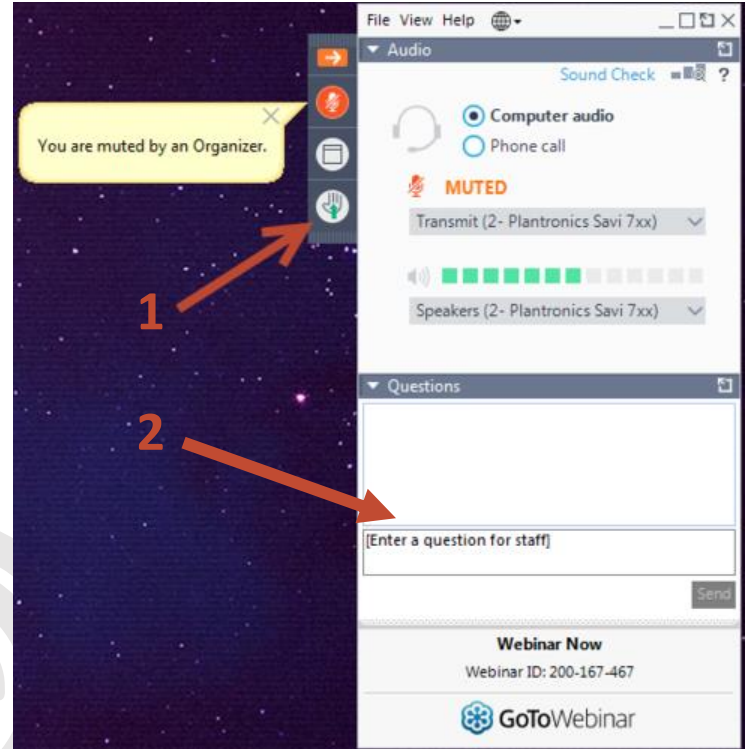 File View Help
Audio
Sound Check ?
You are muted by an Organizer.
Computer audio
Phone call
MUTED
Transmit (2- Plantronics Savi 7xx)
1
Speakers (2- Plantronics Savi 7xx)
Questions
2
[Enter a question for staff]
Send
Webinar Now
Webinar ID: 200-167-467
GoToWebinar